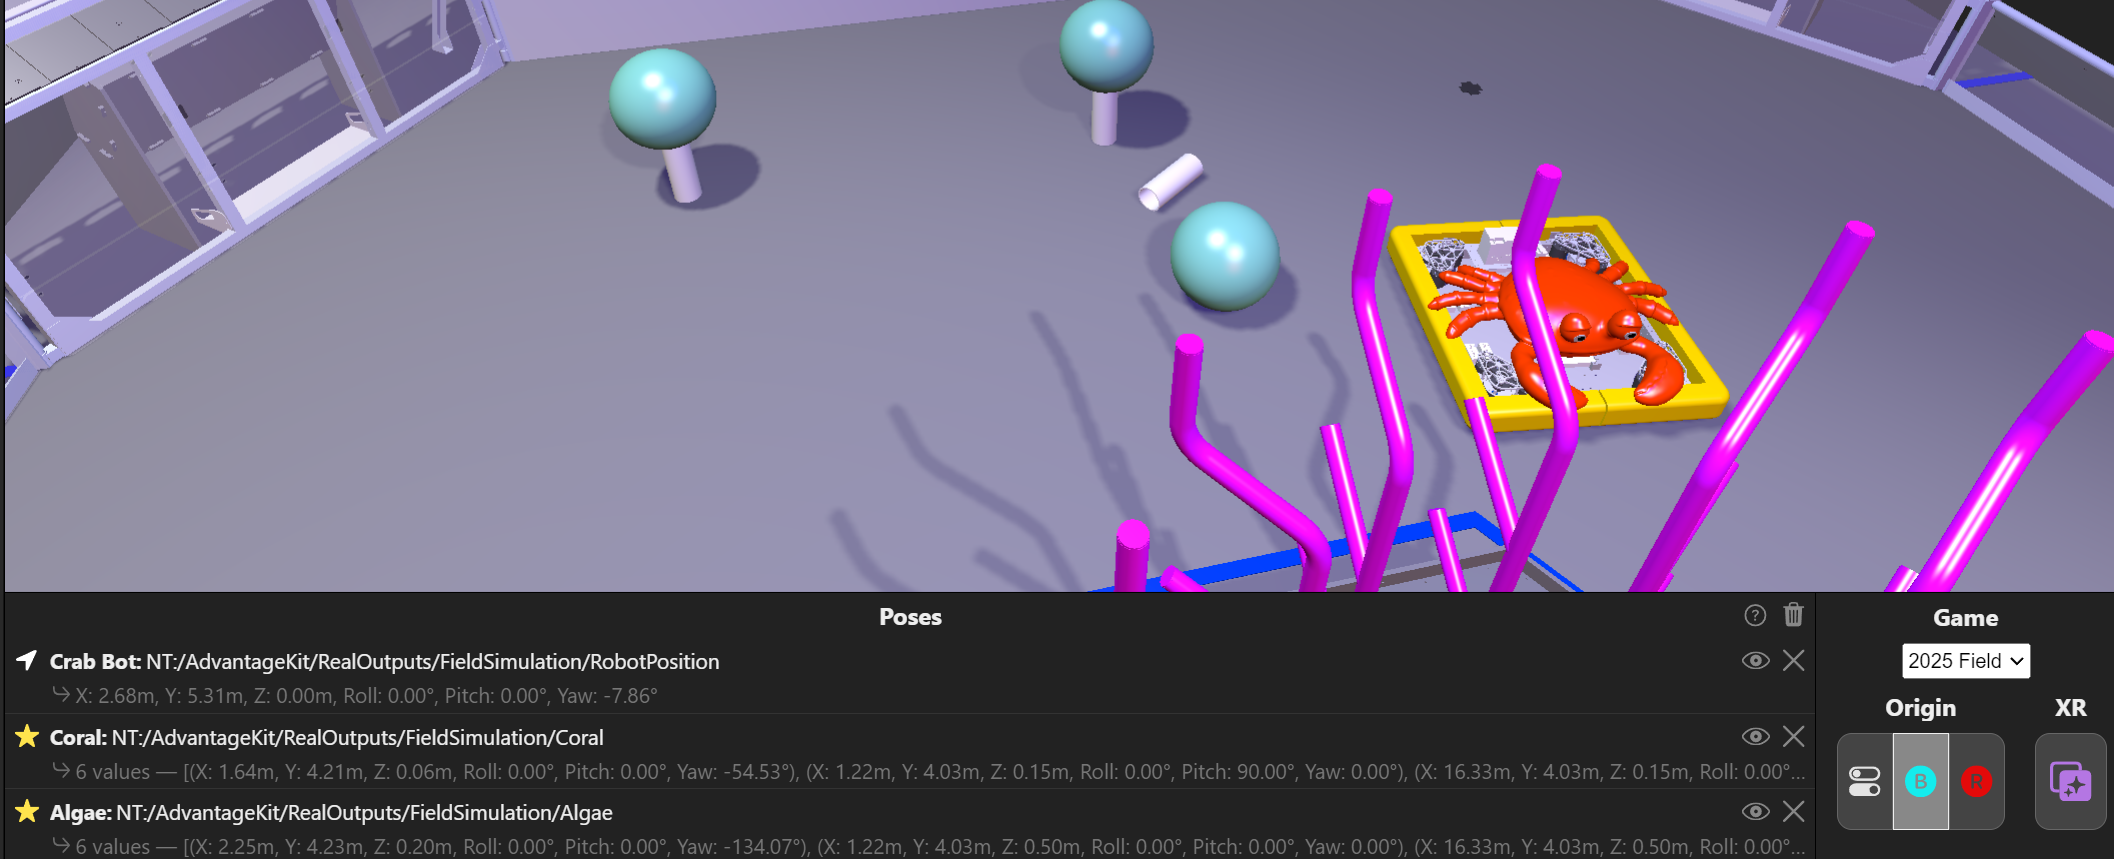 Poses
Crab Bot: NT:/AdvantageKit/RealOutputs/FieldSimulation/RobotPosition
X: 2.68m, Y: 5.31m, Z: 0.00m, Roll: 0.00°, Pitch: 0.00°, Yaw: -7.86°
Coral: NT:/AdvantageKit/RealOutputs/FieldSimulation/Coral
6 values — [(X: 1.64m, Y: 4.21m, Z: 0.06m, Roll: 0.00°, Pitch: 0.00°, Yaw: -54.53°), (X: 1.22m, Y: 4.03m, Z: 0.15m, Roll: 0.00°, Pitch: 90.00°, Yaw: 0.00°), (X: 16.33m, Y: 4.03m, Z: 0.15m, Roll: 0.00°...
Algae: NT:/AdvantageKit/RealOutputs/FieldSimulation/Algae
6 values — [(X: 2.25m, Y: 4.23m, Z: 0.20m, Roll: 0.00°, Pitch: 0.00°, Yaw: -134.07°), (X: 1.22m, Y: 4.03m, Z: 0.50m, Roll: 0.00°, Pitch: 0.00°, Yaw: 0.00°), (X: 16.33m, Y: 4.03m, Z: 0.50m, Roll: 0.00°...
Game
2025 Field
Origin
XR
B
R